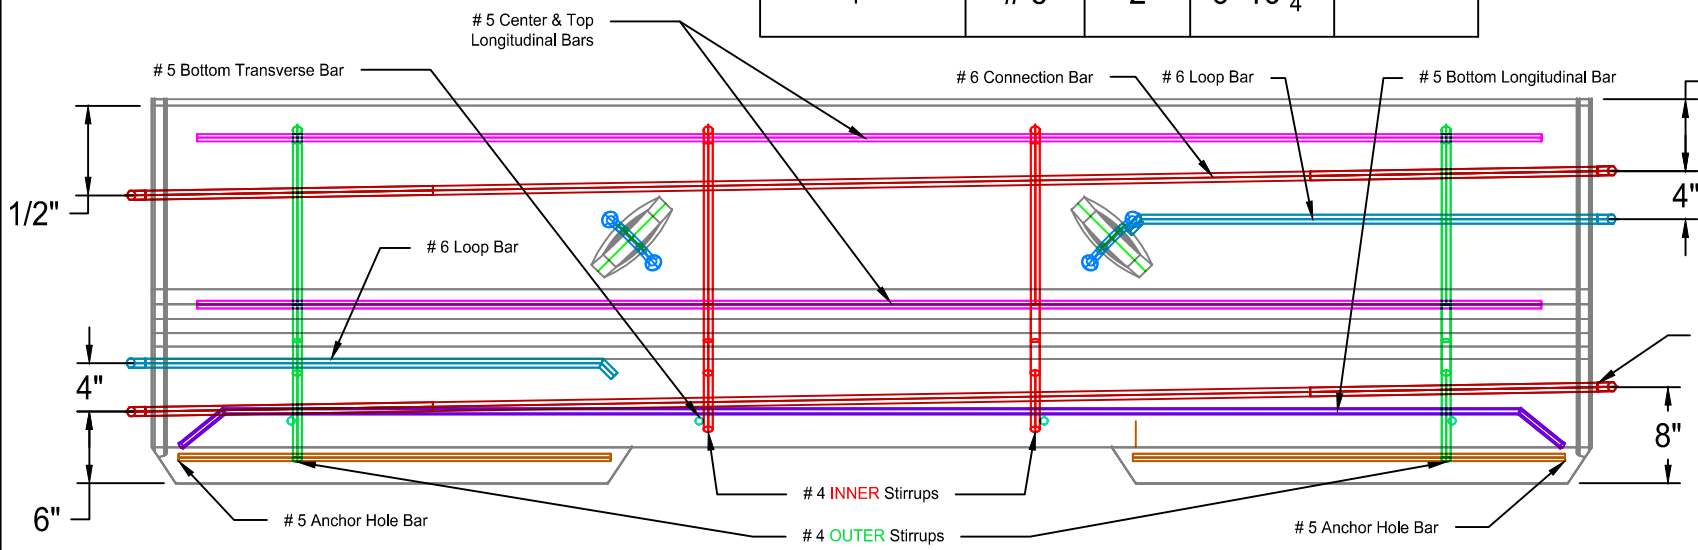 # 5 Center & Top
Longitudinal Bars
# 5 Bottom Transverse Bar
# 6 Connection Bar
# 6 Loop Bar
# 5 Bottom Longitudinal Bar
1/2"
4"
# 6 Loop Bar
4"
8"
6"
# 4 INNER Stirrups
# 5 Anchor Hole Bar
# 5 Anchor Hole Bar
# 4 OUTER Stirrups